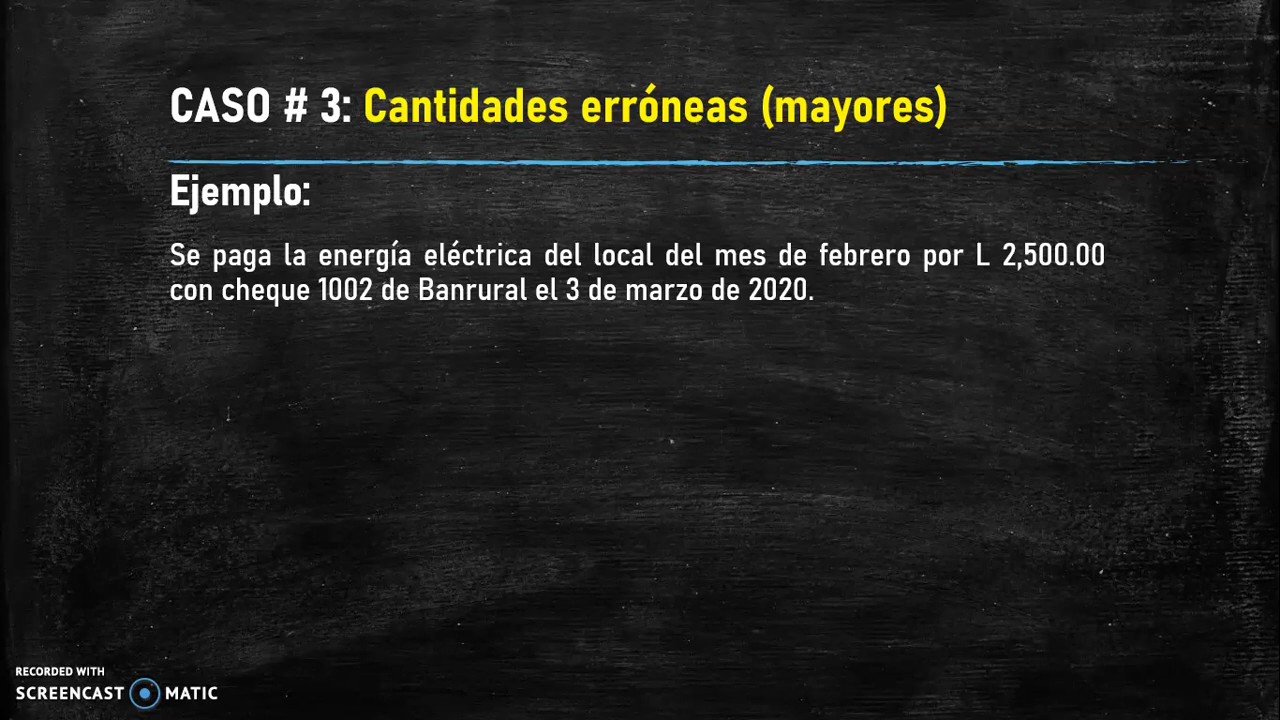 CASO # 3: Cantidades erróneas (mayores)
Ejemplo:
Se paga la energía eléctrica del local del mes de febrero por L 2,500.00
con cheque 1002 de Banrural el 3 de marzo de 2020.
RECORDED WITH
SCREENCAST MATIC